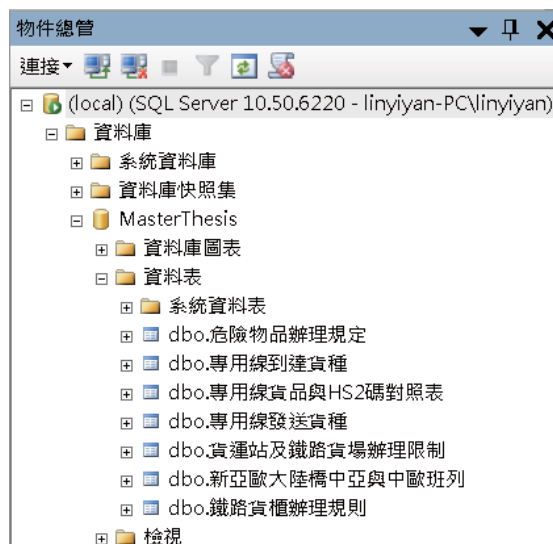 物件總管
連接
(local) (SQL Server 10.50.6220 - linyiyan-PC\linyiyan)
資料庫
系統資料庫
資料庫快照集
MasterThesis
資料庫圖表
資料表
系統資料表
dbo.危險物品辦理規定
dbo.專用線到達貨種
dbo.專用線貨品與HS2碼對照表
dbo.專用線發送貨種
dbo.貨運站及鐵路貨場辦理限制
dbo.新亞歐大陸橋中亞與中歐班列
dbo.鐵路貨櫃辦理規則
檢視